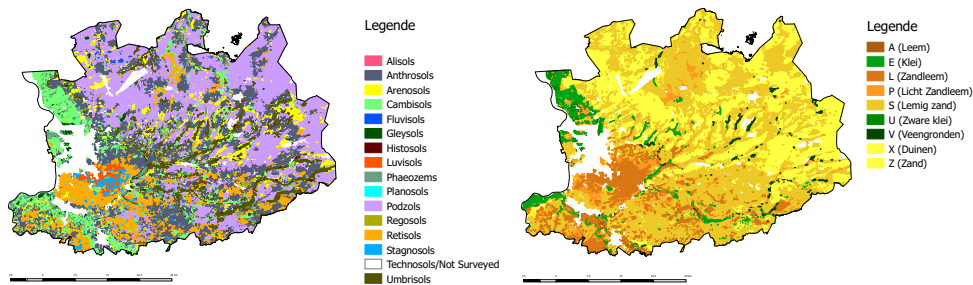 Legende
Alisols
Anthrosols
Arenosols
Cambisols
Fluvisols
Gleysols
Histosols
Luvisols
Phaeozems
Planosols
Podzols
Regosols
Retisols
Stagnosols
Technosols/Not Surveyed
Umbrisols
Legende
A (Leem)
E (Klei)
L (Zandleem)
P (Licht Zandleem)
S (Lemig zand)
U (Zware klei)
V (Veengronden)
X (Duinen)
Z (Zand)